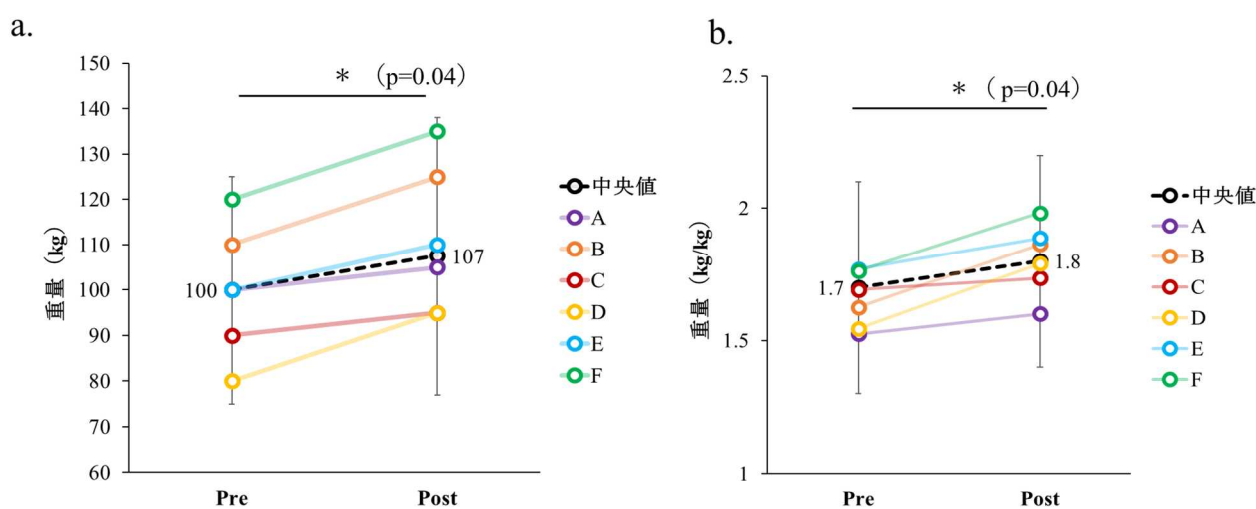 a.
150
140
130
120
110
100
90
80
70
60
重量 (kg)
* (p=0.04)
100
107
Pre
Post
中央値
A
B
C
D
E
F
b.
2.5
2
1.5
1
重量 (kg/kg)
* (p=0.04)
1.7
1.8
Pre
Post
中央値
A
B
C
D
E
F